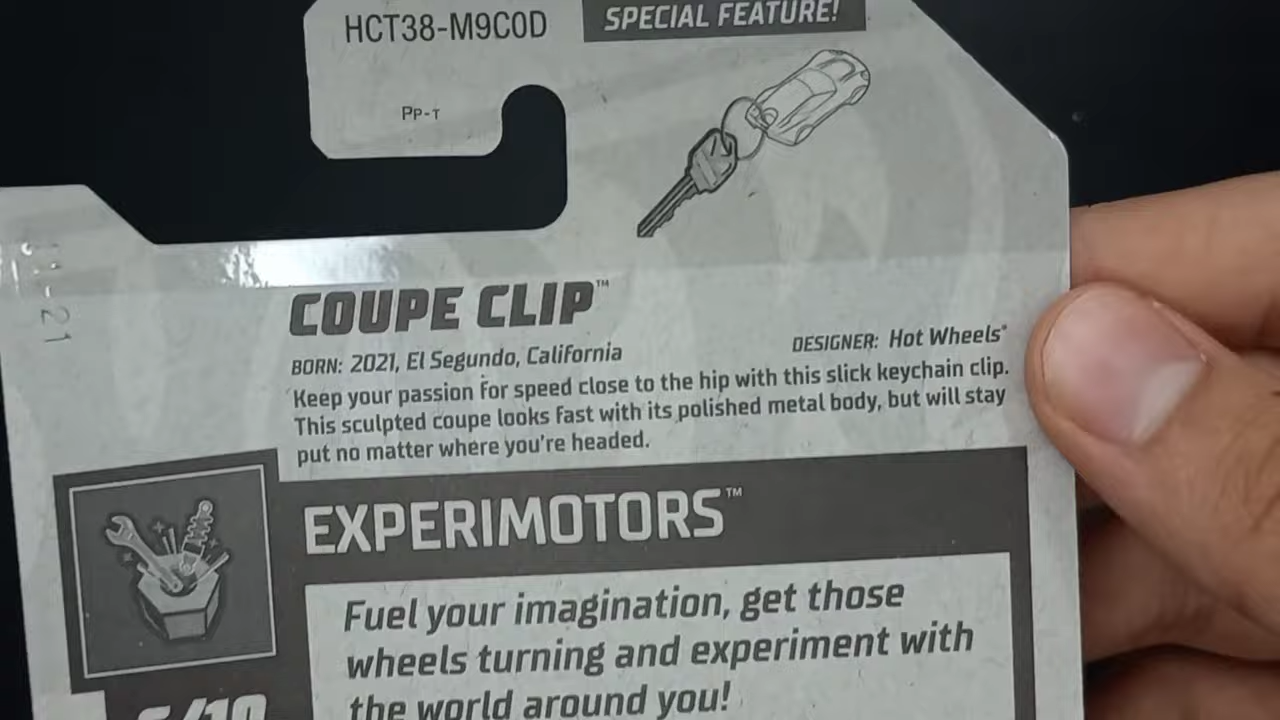 HCT38-M9C0D
SPECIAL FEATURE!
PP-T
COUPE CLIP™
BORN: 2021, El Segundo, California
DESIGNER: Hot Wheels®
Keep your passion for speed close to the hip with this slick keychain clip.
This sculpted coupe looks fast with its polished metal body, but will stay
put no matter where you're headed.
EXPERIMOTORS™
Fuel your imagination, get those
wheels turning and experiment with
the world around you!